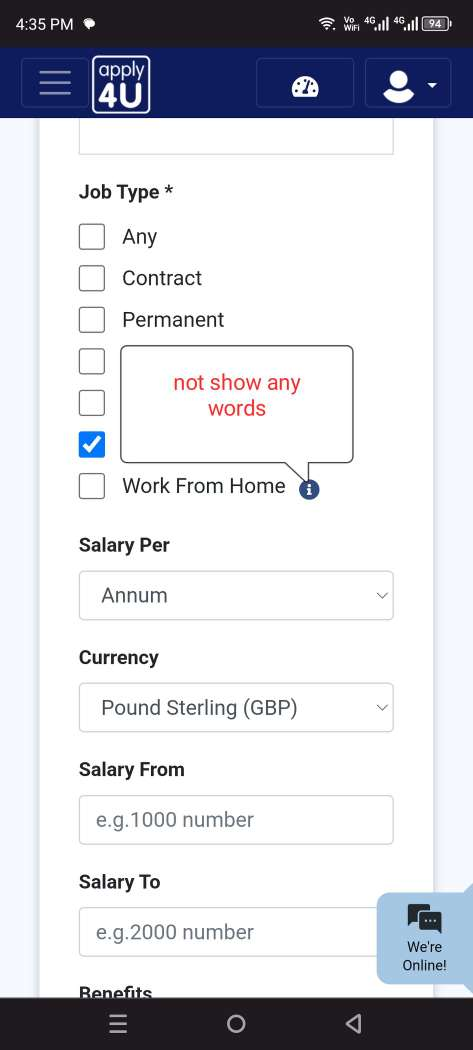 4:35 PM
Vo WiFi 4G 4G 94
apply
4U
Job Type *
Any
Contract
Permanent
not show any
words
Work From Home
Salary Per
Annum
Currency
Pound Sterling (GBP)
Salary From
e.g.1000 number
Salary To
e.g.2000 number
We're
Online!
Benefits